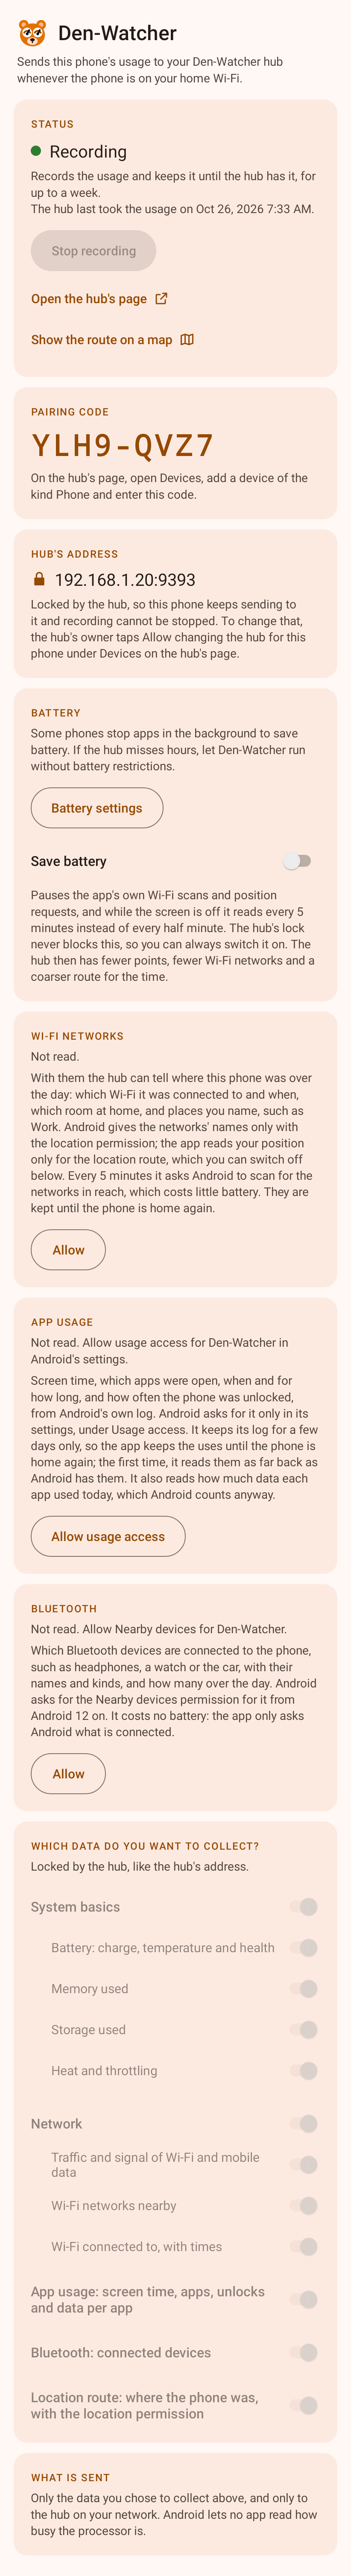 Den-Watcher
Sends this phone's usage to your Den-Watcher hub
whenever the phone is on your home Wi-Fi.
STATUS
Recording
Records the usage and keeps it until the hub has it, for
up to a week.
The hub last took the usage on Oct 26, 2026 7:33 AM.
Stop recording
Open the hub's page
Show the route on a map
PAIRING CODE
YLH9-QVZ7
On the hub's page, open Devices, add a device of the
kind Phone and enter this code.
HUB'S ADDRESS
192.168.1.20:9393
Locked by the hub, so this phone keeps sending to
it and recording cannot be stopped. To change that,
the hub's owner taps Allow changing the hub for this
phone under Devices on the hub's page.
BATTERY
Some phones stop apps in the background to save
battery. If the hub misses hours, let Den-Watcher run
without battery restrictions.
Battery settings
Save battery
Pauses the app's own Wi-Fi scans and position
requests, and while the screen is off it reads every 5
minutes instead of every half minute. The hub's lock
never blocks this, so you can always switch it on. The
hub then has fewer points, fewer Wi-Fi networks and a
coarser route for the time.
WI-FI NETWORKS
Not read.
With them the hub can tell where this phone was over
the day: which Wi-Fi it was connected to and when,
which room at home, and places you name, such as
Work. Android gives the networks' names only with
the location permission; the app reads your position
only for the location route, which you can switch off
below. Every 5 minutes it asks Android to scan for the
networks in reach, which costs little battery. They are
kept until the phone is home again.
Allow
APP USAGE
Not read. Allow usage access for Den-Watcher in
Android's settings.
Screen time, which apps were open, when and for
how long, and how often the phone was unlocked,
from Android's own log. Android asks for it only in its
settings, under Usage access. It keeps its log for a few
days only, so the app keeps the uses until the phone is
home again; the first time, it reads them as far back as
Android has them. It also reads how much data each
app used today, which Android counts anyway.
Allow usage access
BLUETOOTH
Not read. Allow Nearby devices for Den-Watcher.
Which Bluetooth devices are connected to the phone,
such as headphones, a watch or the car, with their
names and kinds, and how many over the day. Android
asks for the Nearby devices permission for it from
Android 12 on. It costs no battery: the app only asks
Android what is connected.
Allow
WHICH DATA DO YOU WANT TO COLLECT?
Locked by the hub, like the hub's address.
System basics
Battery: charge, temperature and health
Memory used
Storage used
Heat and throttling
Network
Traffic and signal of Wi-Fi and mobile
data
Wi-Fi networks nearby
Wi-Fi connected to, with times
App usage: screen time, apps, unlocks
and data per app
Bluetooth: connected devices
Location route: where the phone was,
with the location permission
WHAT IS SENT
Only the data you chose to collect above, and only to
the hub on your network. Android lets no app read how
busy the processor is.